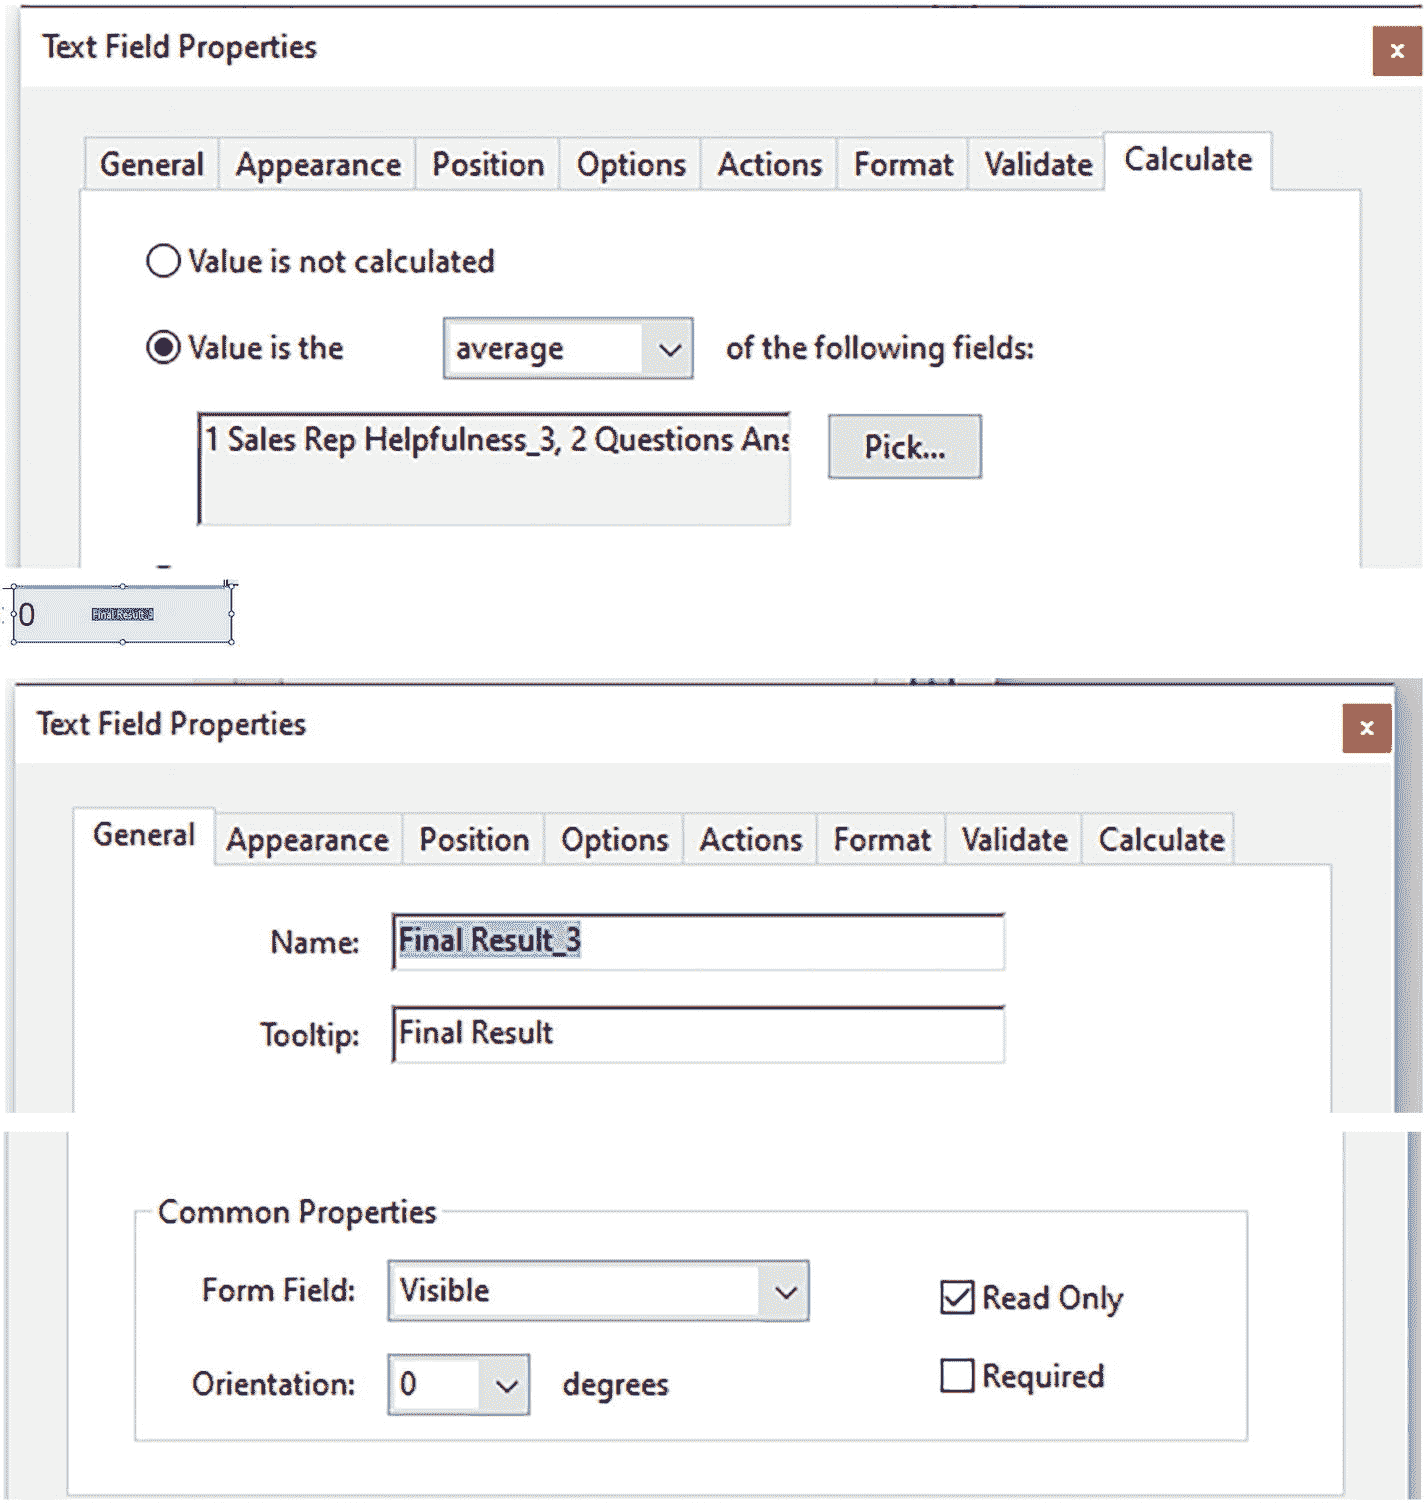 Text Field Properties
x
General Appearance Position Options Actions Format Validate Calculate
Value is not calculated
Value is the average of the following fields:
1 Sales Rep Helpfulness_3, 2 Questions Ans
Pick...
0 Final Result_3
Text Field Properties
x
General Appearance Position Options Actions Format Validate Calculate
Name: Final Result_3
Tooltip: Final Result
Common Properties
Form Field: Visible
Read Only
Orientation: 0 degrees
Required